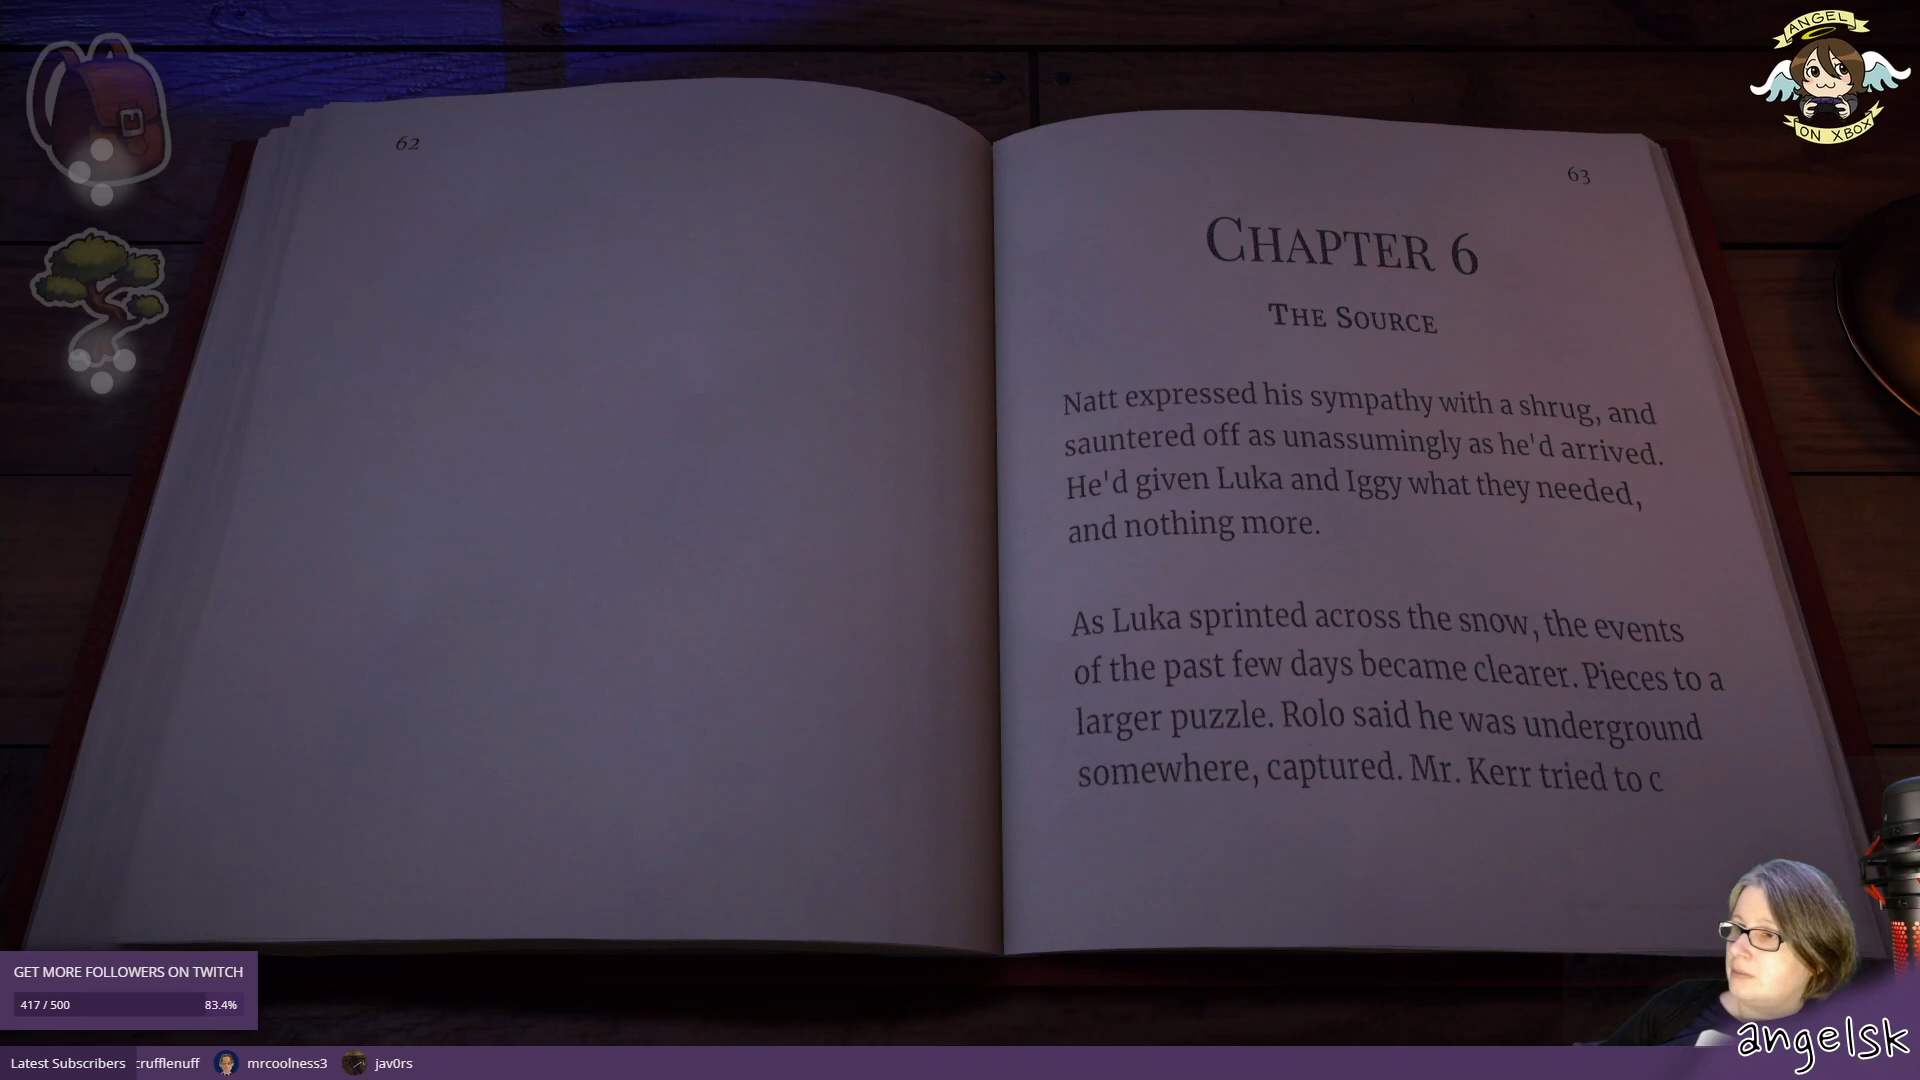 ANGEL
ON XBOX
62
63
CHAPTER 6
THE SOURCE
Natt expressed his sympathy with a shrug, and
sauntered off as unassumingly as he'd arrived.
He'd given Luka and Iggy what they needed,
and nothing more.
As Luka sprinted across the snow, the events
of the past few days became clearer. Pieces to a
larger puzzle. Rolo said he was underground
somewhere, captured. Mr. Kerr tried to c
GET MORE FOLLOWERS ON TWITCH
417 / 500 83.4%
angelsk
Latest Subscribers rufflenuff mrcoolness3 jav0rs